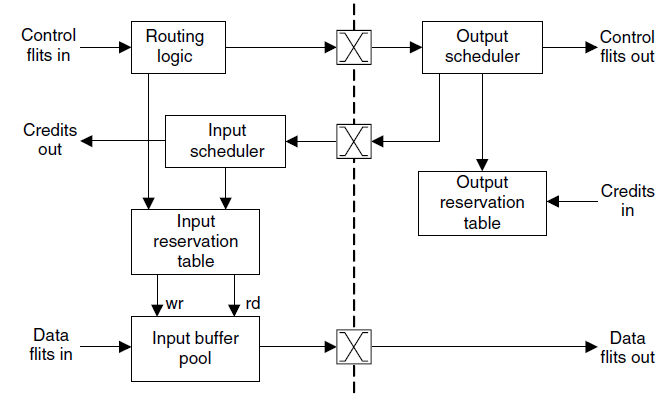 Control
flits in
Routing
logic
Output
scheduler
Control
flits out
Credits
out
Input
scheduler
Output
reservation
table
Credits
in
Input
reservation
table
wr
rd
Data
flits in
Input buffer
pool
Data
flits out